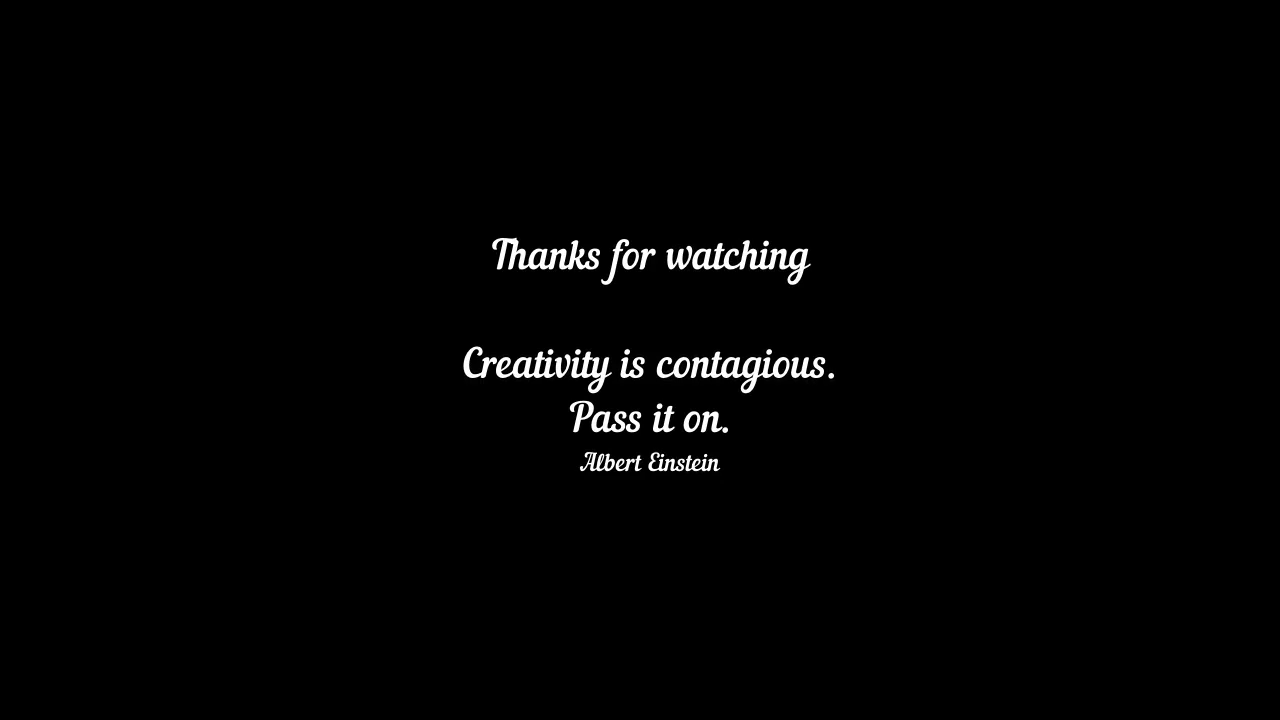 Thanks for watching
Creativity is contagious.
Pass it on.
Albert Einstein